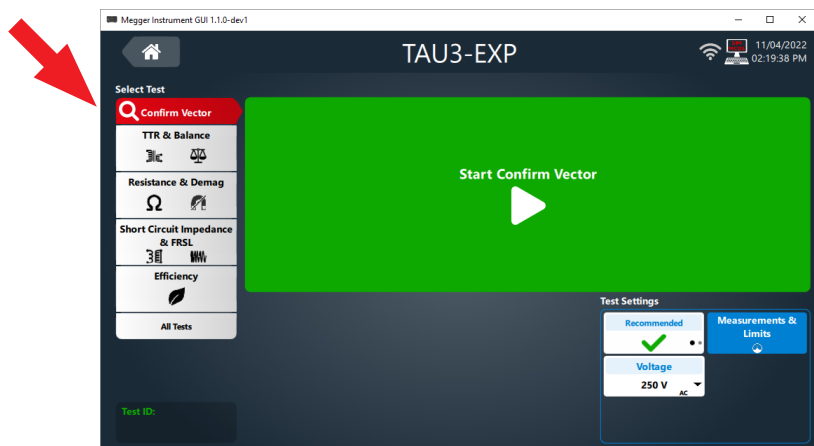 Megger Instrument GUI 1.1.0-dev1
TAU3-EXP
11/04/2022
02:19:38 PM
Select Test
Confirm Vector
TTR & Balance
Resistance & Demag
Ω
Short Circuit Impedance
& FRSL
Efficiency
All Tests
Start Confirm Vector
Test Settings
Recommended
Measurements &
Limits
Voltage
250 V
AC
Test ID: